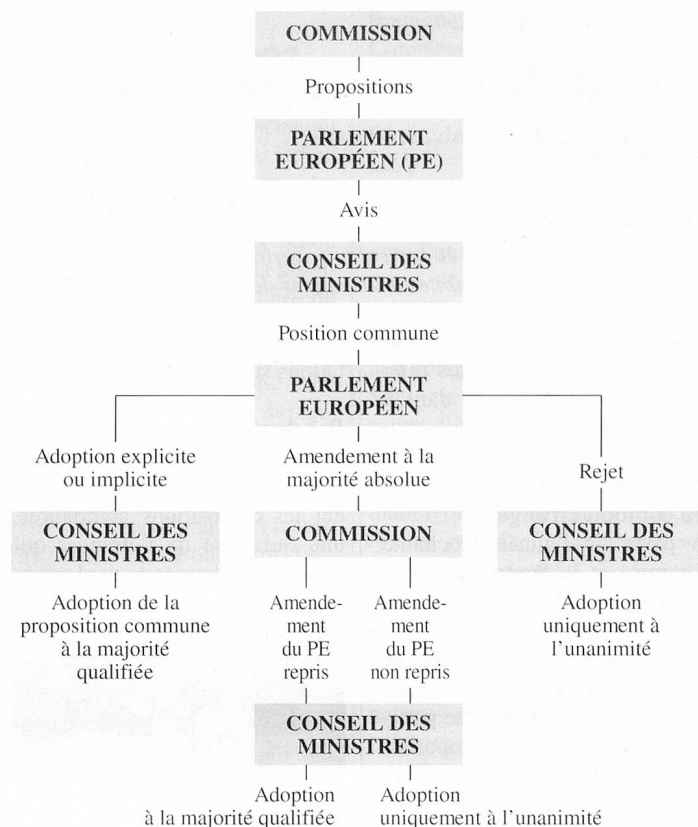 COMMISSION
Propositions
PARLEMENT
EUROPÉEN (PE)
Avis
CONSEIL DES
MINISTRES
Position commune
PARLEMENT
EUROPÉEN
Adoption explicite
ou implicite
CONSEIL DES
MINISTRES
Adoption de la
proposition commune
à la majorité
qualifiée
Amendement à la
majorité absolue
COMMISSION
Amende-
ment
du PE
repris
Amende-
ment
du PE
non repris
CONSEIL DES
MINISTRES
Adoption
à la majorité qualifiée
Adoption
uniquement à l’unanimité
Rejet
CONSEIL DES
MINISTRES
Adoption
uniquement à
l’unanimité